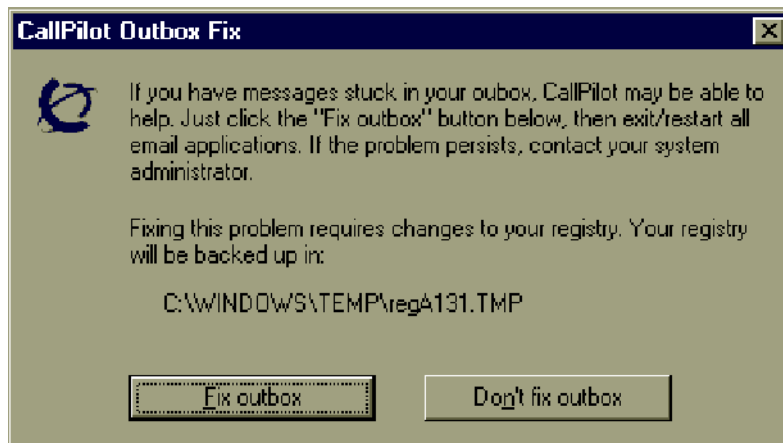 CallPilot Outbox Fix
If you have messages stuck in your oubox, CallPilot may be able to
help. Just click the "Fix outbox" button below, then exit/restart all
email applications. If the problem persists, contact your system
administrator.
Fixing this problem requires changes to your registry. Your registry
will be backed up in:
C:\WINDOWS\TEMP\regA131.TMP
Fix outbox
Don't fix outbox